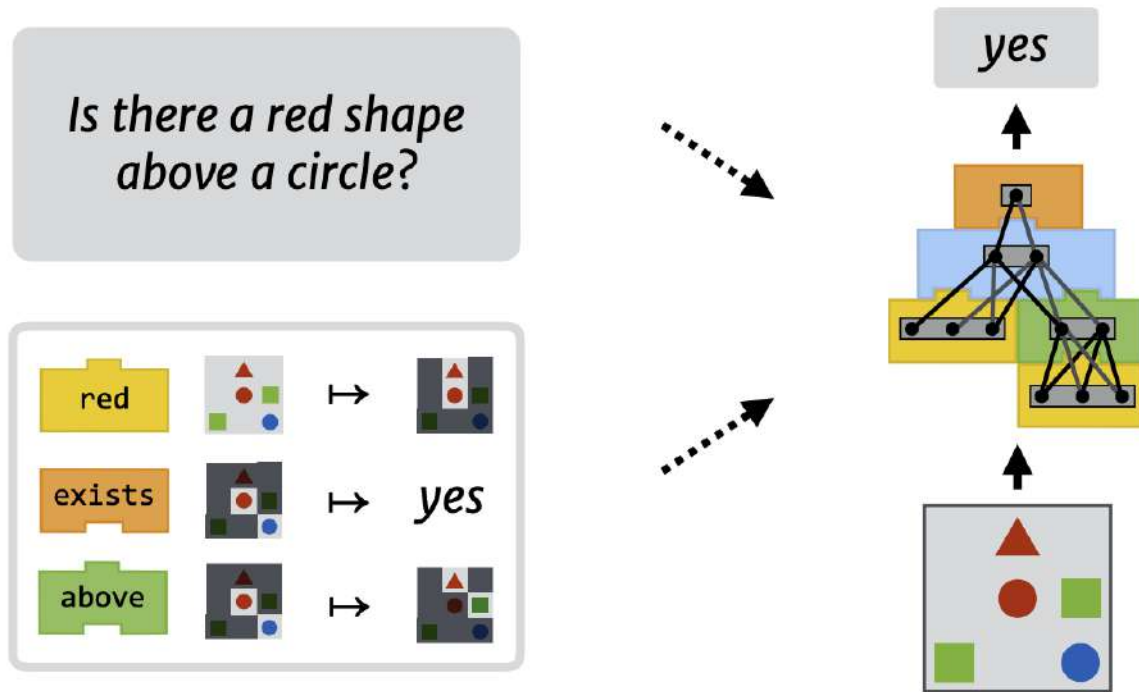 Is there a red shape
above a circle?
yes
red
exists
yes
above